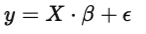 y = X · β + ϵ